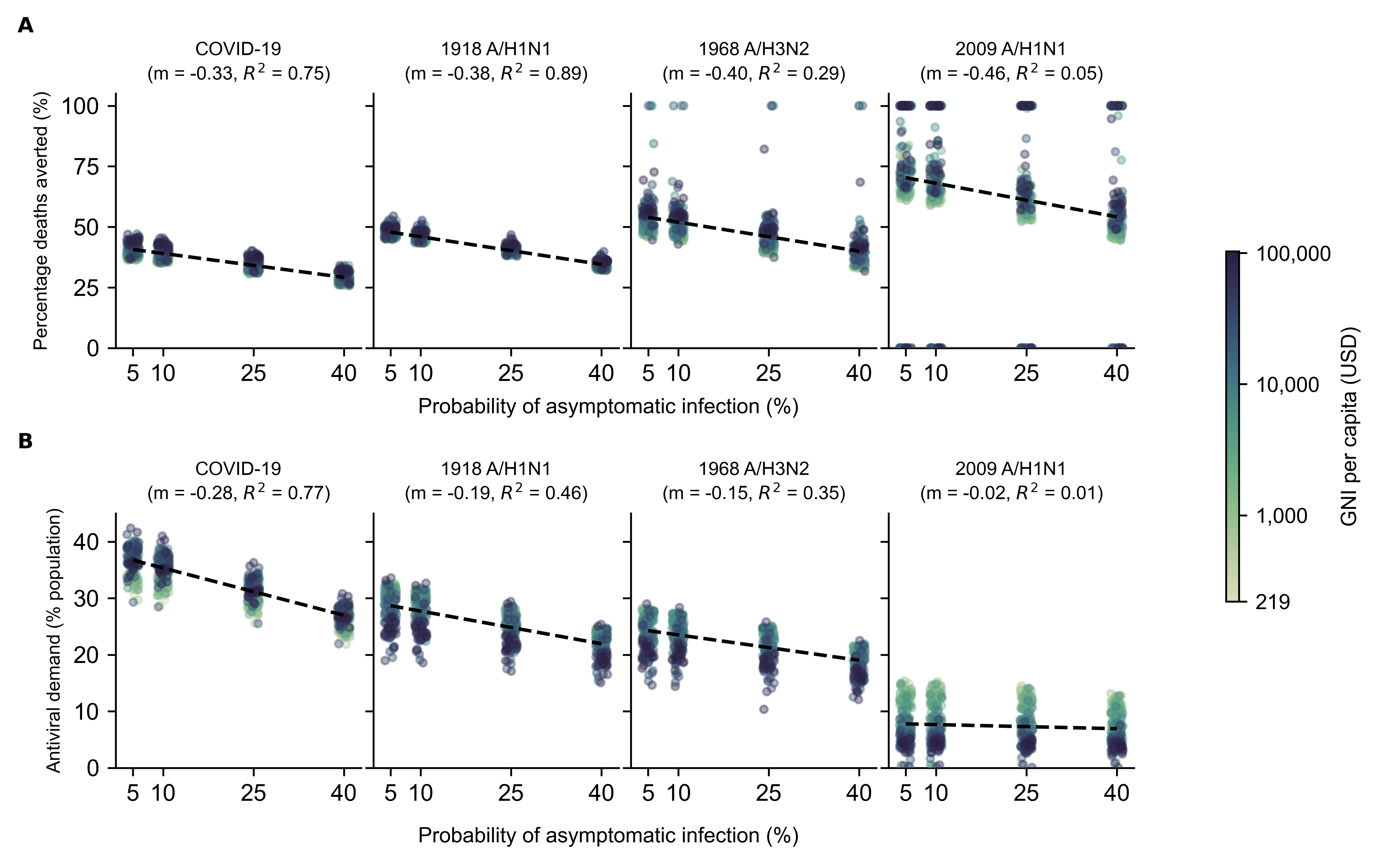 A
COVID-19
(m = -0.33, R² = 0.75)
1918 A/H1N1
(m = -0.38, R² = 0.89)
1968 A/H3N2
(m = -0.40, R² = 0.29)
2009 A/H1N1
(m = -0.46, R² = 0.05)
Percentage deaths averted (%)
100
75
50
25
0
5 10 25 40
5 10 25 40
5 10 25 40
5 10 25 40
Probability of asymptomatic infection (%)
B
COVID-19
(m = -0.28, R² = 0.77)
1918 A/H1N1
(m = -0.19, R² = 0.46)
1968 A/H3N2
(m = -0.15, R² = 0.35)
2009 A/H1N1
(m = -0.02, R² = 0.01)
Antiviral demand (% population)
40
30
20
10
0
5 10 25 40
5 10 25 40
5 10 25 40
5 10 25 40
Probability of asymptomatic infection (%)
100,000
10,000
1,000
219
GNI per capita (USD)